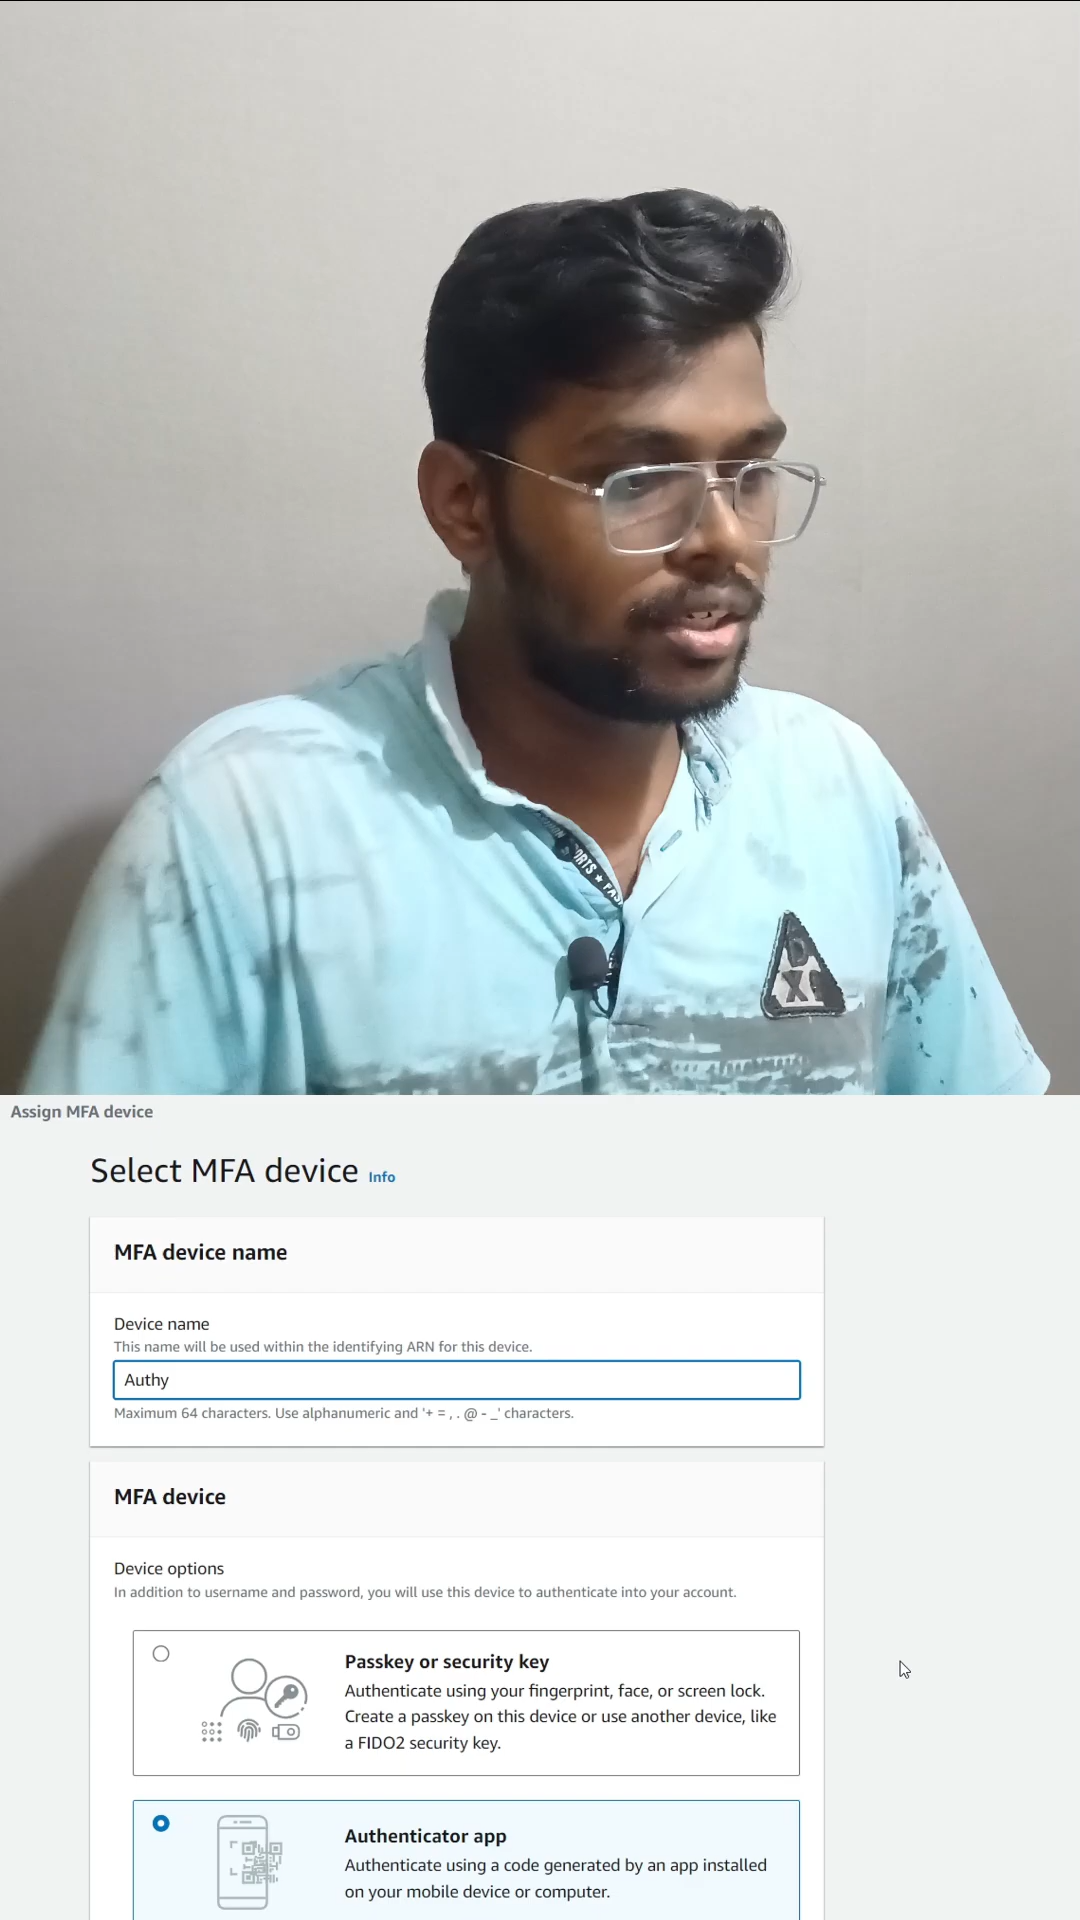 ORTS ★ FAS
D
X
Assign MFA device
Select MFA device Info
MFA device name
Device name
This name will be used within the identifying ARN for this device.
Authy
Maximum 64 characters. Use alphanumeric and '+ = , . @ - _' characters.
MFA device
Device options
In addition to username and password, you will use this device to authenticate into your account.
Passkey or security key
Authenticate using your fingerprint, face, or screen lock.
Create a passkey on this device or use another device, like
a FIDO2 security key.
Authenticator app
Authenticate using a code generated by an app installed
on your mobile device or computer.